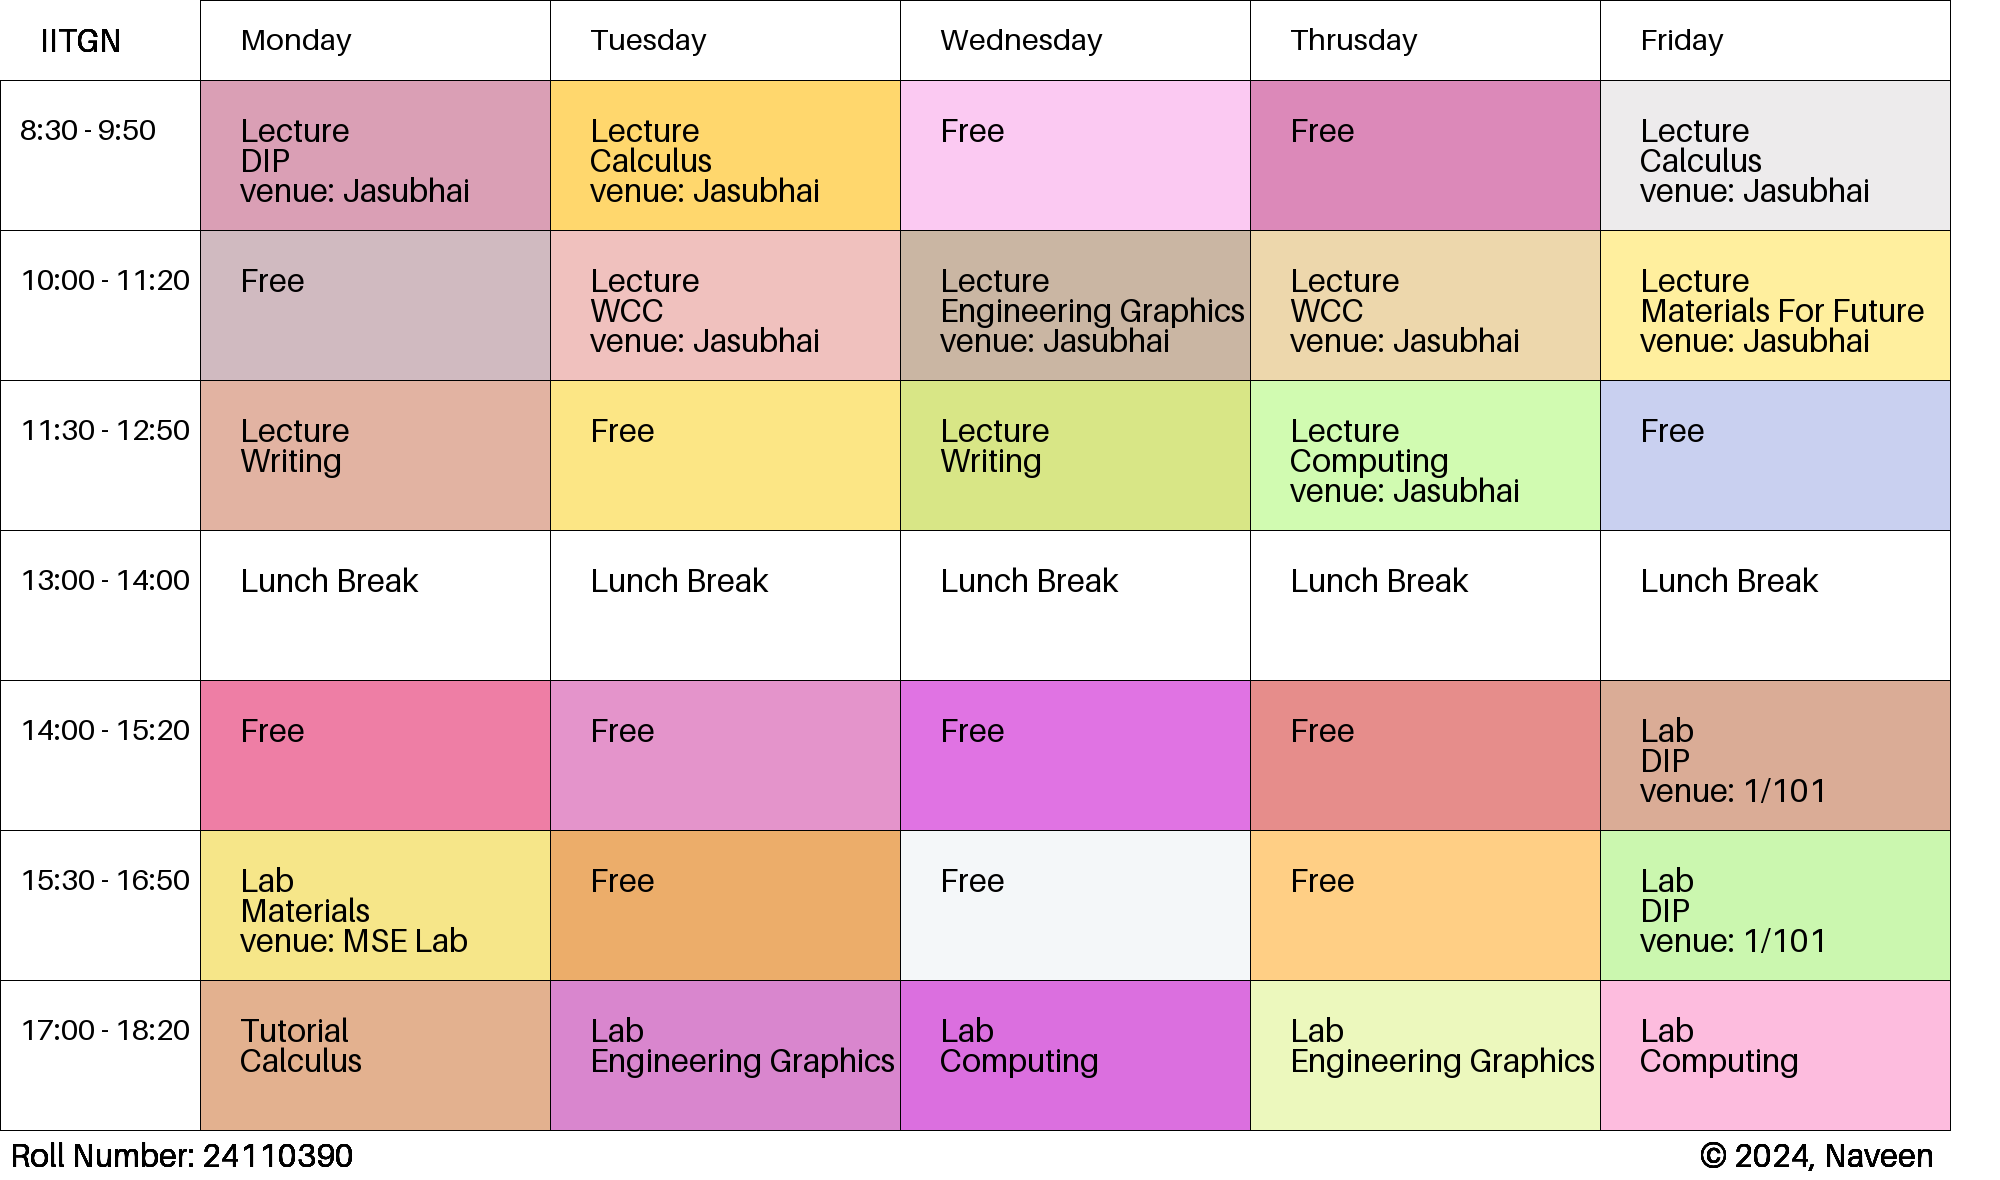 IITGN Monday Tuesday Wednesday Thrusday Friday
8:30 - 9:50
Lecture
DIP
venue: Jasubhai
Lecture
Calculus
venue: Jasubhai
Free
Free
Lecture
Calculus
venue: Jasubhai
10:00 - 11:20
Free
Lecture
WCC
venue: Jasubhai
Lecture
Engineering Graphics
venue: Jasubhai
Lecture
WCC
venue: Jasubhai
Lecture
Materials For Future
venue: Jasubhai
11:30 - 12:50
Lecture
Writing
Free
Lecture
Writing
Lecture
Computing
venue: Jasubhai
Free
13:00 - 14:00
Lunch Break
Lunch Break
Lunch Break
Lunch Break
Lunch Break
14:00 - 15:20
Free
Free
Free
Free
Lab
DIP
venue: 1/101
15:30 - 16:50
Lab
Materials
venue: MSE Lab
Free
Free
Free
Lab
DIP
venue: 1/101
17:00 - 18:20
Tutorial
Calculus
Lab
Engineering Graphics
Lab
Computing
Lab
Engineering Graphics
Lab
Computing
Roll Number: 24110390
© 2024, Naveen